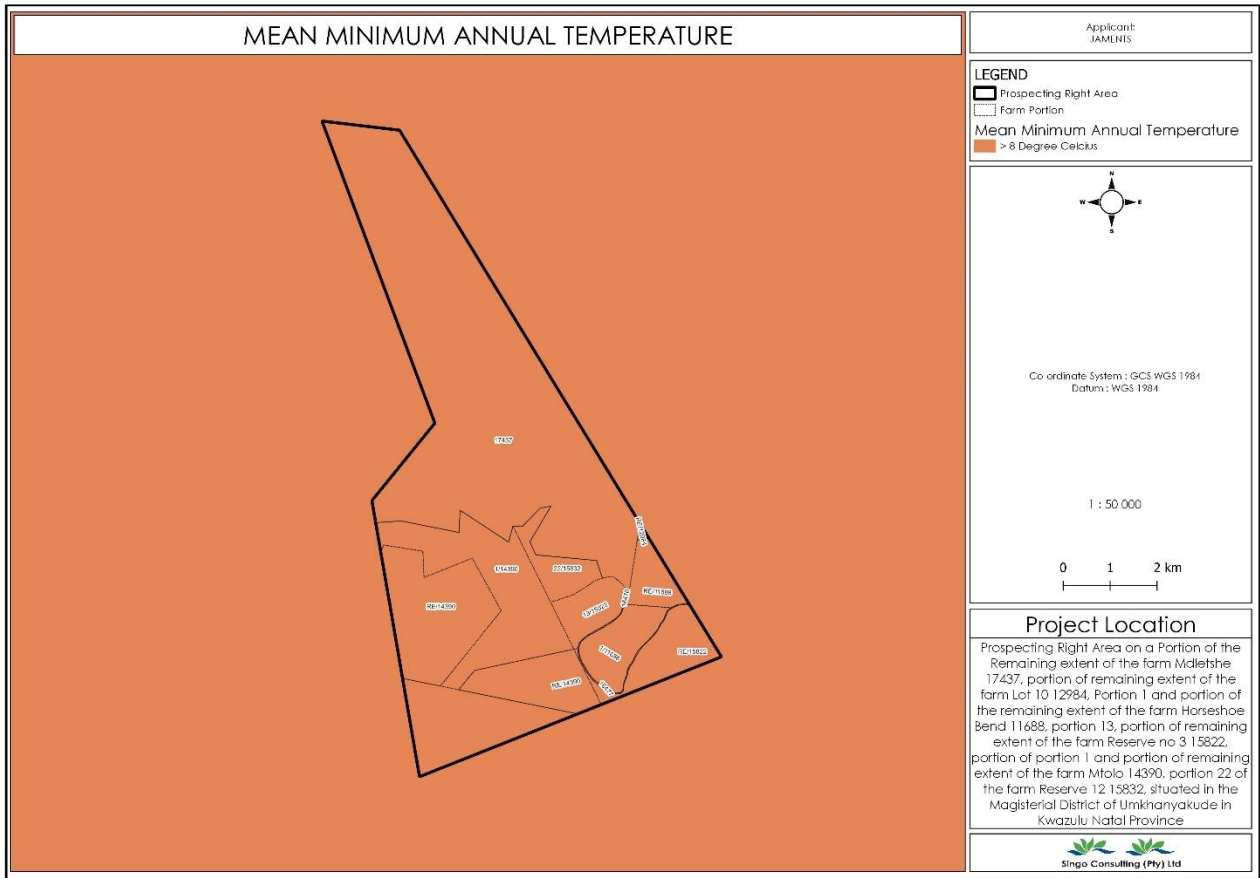 MEAN MINIMUM ANNUAL TEMPERATURE
Applicant:
JAMENTS
LEGEND
Prospecting Right Area
Farm Portion
Mean Minimum Annual Temperature
> 8 Degree Celcius
N
W E
S
Co ordinate System : GCS WGS 1984
Datum : WGS 1984
1 : 50 000
0 1 2 km
Project Location
Prospecting Right Area on a Portion of the
Remaining extent of the farm Mdletshe
17437, portion of remaining extent of the
farm Lot 10 12984, Portion 1 and portion of
the remaining extent of the farm Horseshoe
Bend 11688, portion 13, portion of remaining
extent of the farm Reserve no 3 15822,
portion of portion 1 and portion of remaining
extent of the farm Mtolo 14390, portion 22 of
the farm Reserve 12 15832, situated in the
Magisterial District of Umkhanyakude in
Kwazulu Natal Province
Singo Consulting (Pty) Ltd
17437
1/14390
22/15832
RE/14390
13/15822
RE/15822
RE/14390